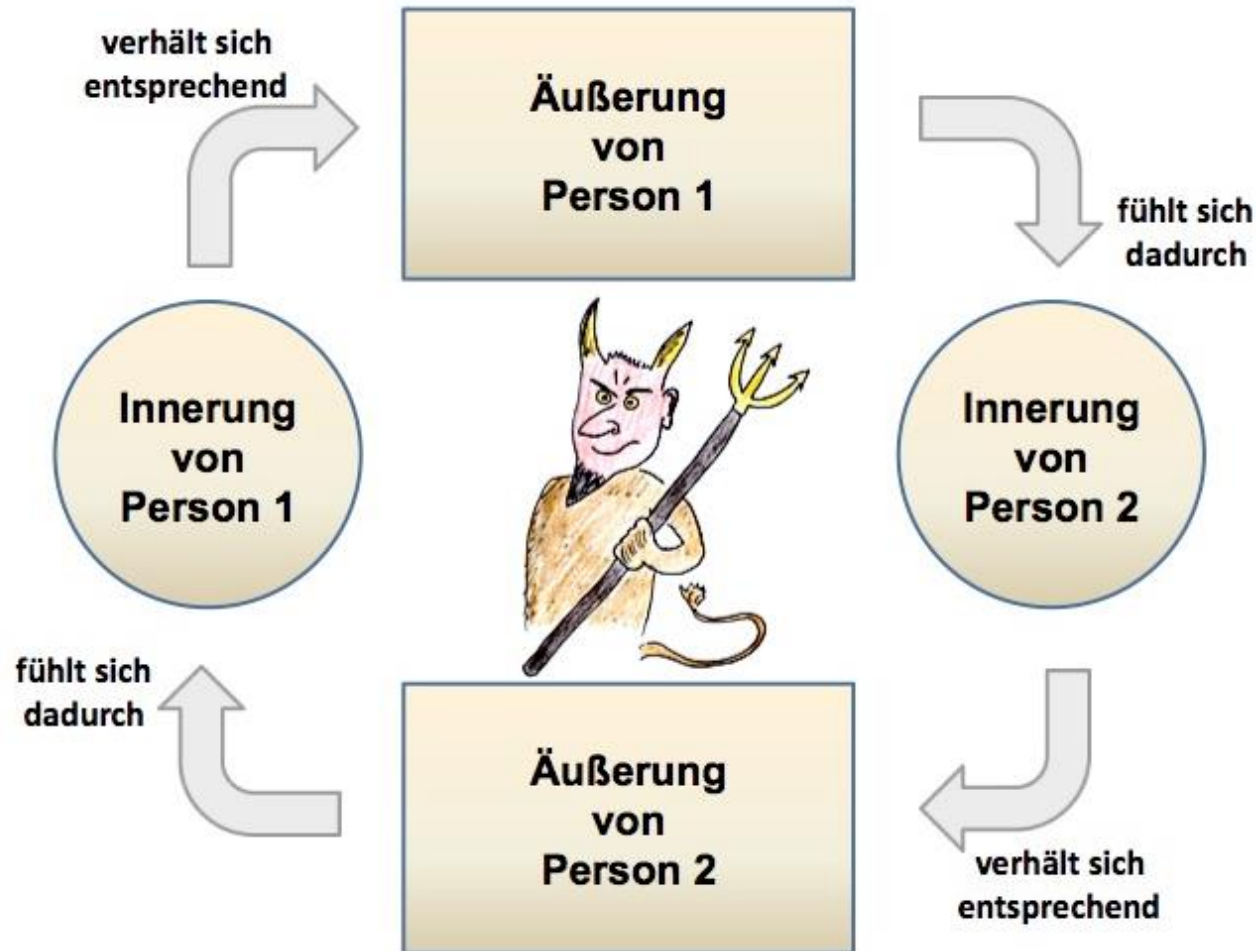 verhält sich
entsprechend
Äußerung
von
Person 1
fühlt sich
dadurch
Innerung
von
Person 1
Innerung
von
Person 2
fühlt sich
dadurch
Äußerung
von
Person 2
verhält sich
entsprechend